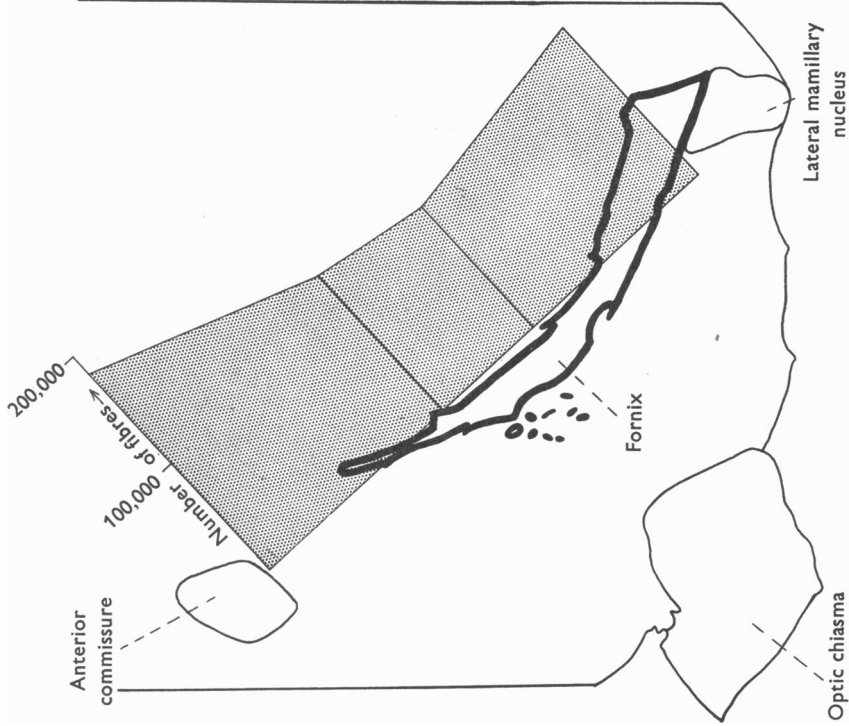 200,000
100,000
Number
of fibres
Anterior
commissure
Fornix
Lateral mamillary
nucleus
Optic chiasma